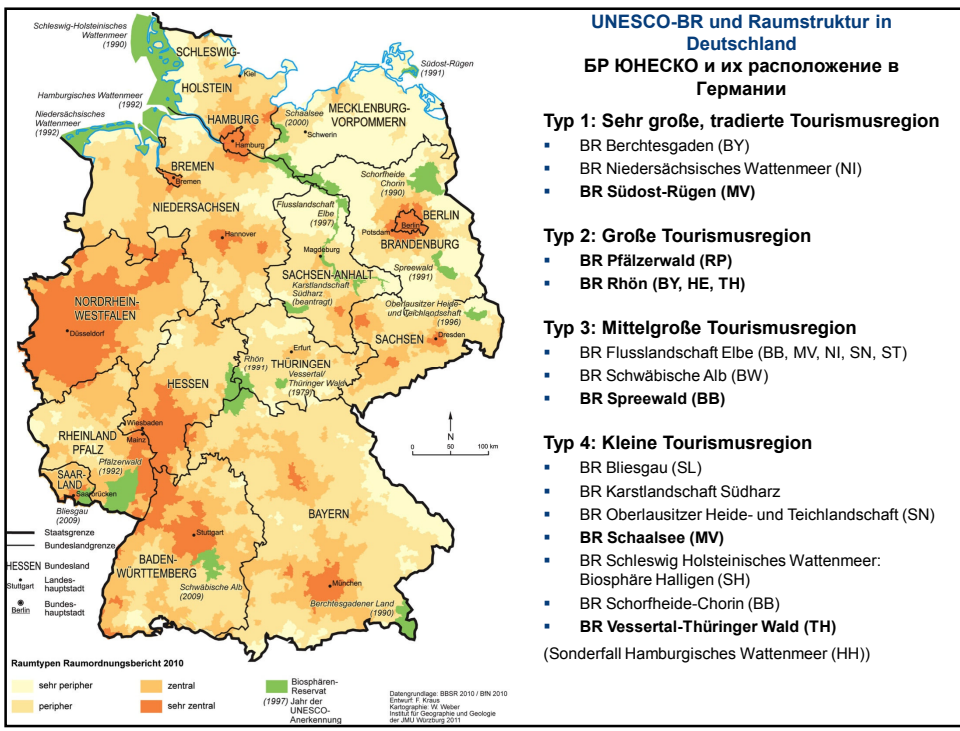 Schleswig-Holsteinisches
Wattenmeer
(1990)
SCHLESWIG-
HOLSTEIN
Kiel
Südost-Rügen
(1991)
Hamburgisches Wattenmeer
(1992)
Niedersächsisches
Wattenmeer
(1992)
HAMBURG
Hamburg
Schaalsee
(2000)
Schwerin
MECKLENBURG-
VORPOMMERN
BREMEN
Bremen
Schorfheide
Chorin
(1990)
NIEDERSACHSEN
Hannover
Flusslandschaft
Elbe
(1997)
BERLIN
Berlin
Potsdam
BRANDENBURG
Magdeburg
SACHSEN-ANHALT
Karstlandschaft
Südharz
(beantragt)
Spreewald
(1991)
Oberlausitzer Heide-
und Teichlandschaft
(1996)
NORDRHEIN-
WESTFALEN
Düsseldorf
SACHSEN
Dresden
HESSEN
Rhön
(1991)
Erfurt
THÜRINGEN
Vessertal/
Thüringer Wald
(1979)
Wiesbaden
Mainz
RHEINLAND
PFALZ
Pfälzerwald
(1992)
SAAR-
LAND
Saarbrücken
Bliesgau
(2009)
N
0 50 100 km
BAYERN
Stuttgart
BADEN-
WÜRTTEMBERG
Schwäbische Alb
(2009)
München
Berchtesgadener Land
(1990)
Staatsgrenze
Bundeslandgrenze
HESSEN Bundesland
Stuttgart Landes-
hauptstadt
Berlin Bundes-
hauptstadt
Raumtypen Raumordnungsbericht 2010
sehr peripher
peripher
zentral
sehr zentral
Biosphären-
Reservat
(1997) Jahr der
UNESCO-
Anerkennung
Datengrundlage: BBSR 2010 / BfN 2010
Entwurf: F. Kraus
Kartographie: W. Weber
Institut für Geographie und Geologie
der JMU Würzburg 2011
UNESCO-BR und Raumstruktur in
Deutschland
БР ЮНЕСКО и их расположение в
Германии
Typ 1: Sehr große, tradierte Tourismusregion
▪ BR Berchtesgaden (BY)
▪ BR Niedersächsisches Wattenmeer (NI)
▪ BR Südost-Rügen (MV)
Typ 2: Große Tourismusregion
▪ BR Pfälzerwald (RP)
▪ BR Rhön (BY, HE, TH)
Typ 3: Mittelgroße Tourismusregion
▪ BR Flusslandschaft Elbe (BB, MV, NI, SN, ST)
▪ BR Schwäbische Alb (BW)
▪ BR Spreewald (BB)
Typ 4: Kleine Tourismusregion
▪ BR Bliesgau (SL)
▪ BR Karstlandschaft Südharz
▪ BR Oberlausitzer Heide- und Teichlandschaft (SN)
▪ BR Schaalsee (MV)
▪ BR Schleswig Holsteinisches Wattenmeer:
Biosphäre Halligen (SH)
▪ BR Schorfheide-Chorin (BB)
▪ BR Vessertal-Thüringer Wald (TH)
(Sonderfall Hamburgisches Wattenmeer (HH))